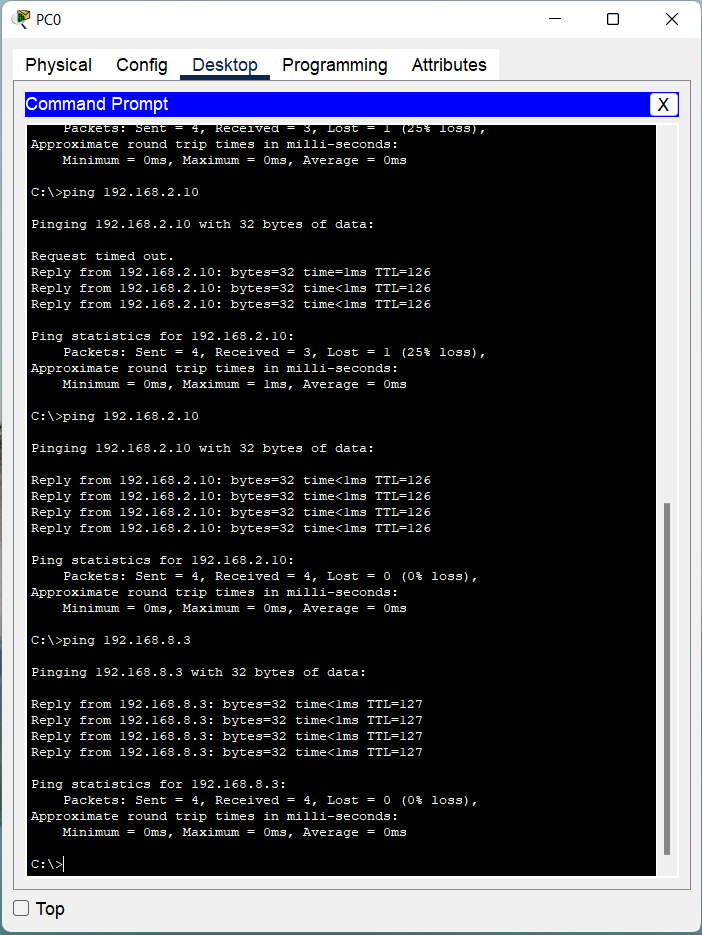 PC0
Physical Config Desktop Programming Attributes
Command Prompt X
Packets: Sent = 4, Received = 3, Lost = 1 (25% loss),
Approximate round trip times in milli-seconds:
Minimum = 0ms, Maximum = 0ms, Average = 0ms
C:\>ping 192.168.2.10
Pinging 192.168.2.10 with 32 bytes of data:
Request timed out.
Reply from 192.168.2.10: bytes=32 time=1ms TTL=126
Reply from 192.168.2.10: bytes=32 time<1ms TTL=126
Reply from 192.168.2.10: bytes=32 time<1ms TTL=126
Ping statistics for 192.168.2.10:
Packets: Sent = 4, Received = 3, Lost = 1 (25% loss),
Approximate round trip times in milli-seconds:
Minimum = 0ms, Maximum = 1ms, Average = 0ms
C:\>ping 192.168.2.10
Pinging 192.168.2.10 with 32 bytes of data:
Reply from 192.168.2.10: bytes=32 time<1ms TTL=126
Reply from 192.168.2.10: bytes=32 time<1ms TTL=126
Reply from 192.168.2.10: bytes=32 time<1ms TTL=126
Reply from 192.168.2.10: bytes=32 time<1ms TTL=126
Ping statistics for 192.168.2.10:
Packets: Sent = 4, Received = 4, Lost = 0 (0% loss),
Approximate round trip times in milli-seconds:
Minimum = 0ms, Maximum = 0ms, Average = 0ms
C:\>ping 192.168.8.3
Pinging 192.168.8.3 with 32 bytes of data:
Reply from 192.168.8.3: bytes=32 time<1ms TTL=127
Reply from 192.168.8.3: bytes=32 time<1ms TTL=127
Reply from 192.168.8.3: bytes=32 time<1ms TTL=127
Reply from 192.168.8.3: bytes=32 time<1ms TTL=127
Ping statistics for 192.168.8.3:
Packets: Sent = 4, Received = 4, Lost = 0 (0% loss),
Approximate round trip times in milli-seconds:
Minimum = 0ms, Maximum = 0ms, Average = 0ms
C:\>
Top